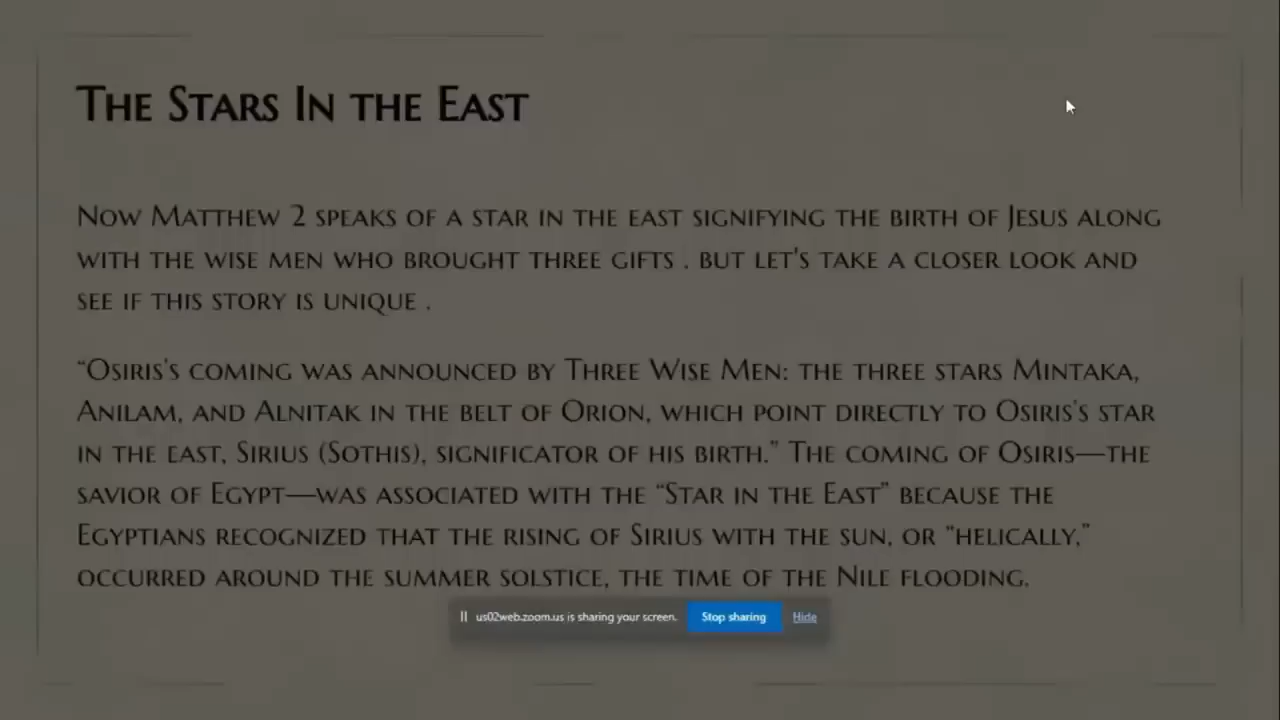 The Stars In the East
Now Matthew 2 speaks of a star in the east signifying the birth of Jesus along
with the wise men who brought three gifts . But let's take a closer look and
see if this story is unique .
“Osiris's coming was announced by Three Wise Men: the three stars Mintaka,
Anilam, and Alnitak in the belt of Orion, which point directly to Osiris's star
in the east, Sirius (Sothis), significator of his birth.” The coming of Osiris—the
savior of Egypt—was associated with the “Star in the East” because the
Egyptians recognized that the rising of Sirius with the sun, or “helically,”
occurred around the summer solstice, the time of the Nile flooding.
us02web.zoom.us is sharing your screen. Stop sharing Hide